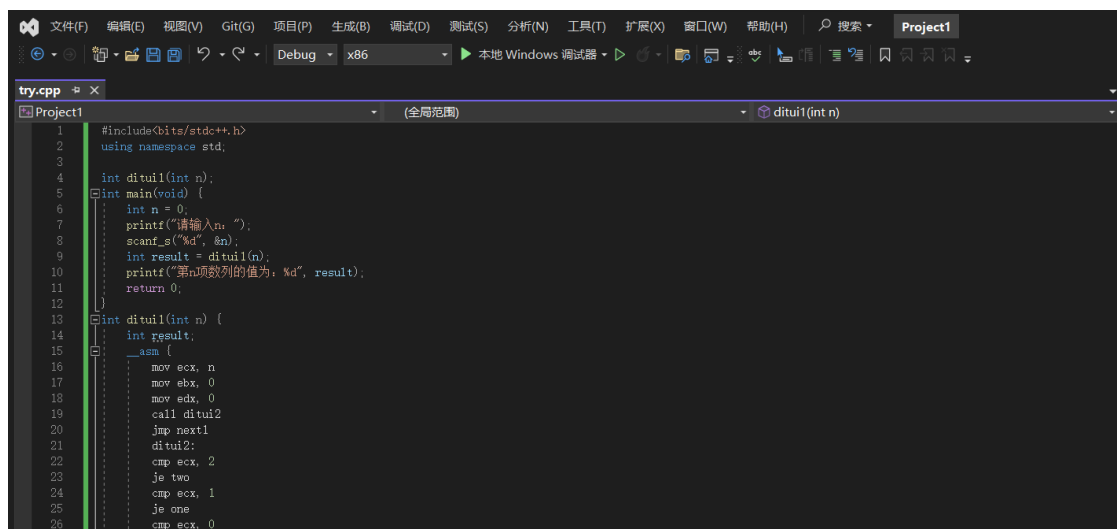 文件(F) 编辑(E) 视图(V) Git(G) 项目(P) 生成(B) 调试(D) 测试(S) 分析(N) 工具(T) 扩展(X) 窗口(W) 帮助(H) 搜索 Project1
Debug x86 本地 Windows 调试器
try.cpp
Project1 (全局范围) ditui1(int n)
1 #include<bits/stdc++.h>
2 using namespace std;
3
4 int ditui1(int n);
5 int main(void) {
6 int n = 0;
7 printf("请输入n: ");
8 scanf_s("%d", &n);
9 int result = ditui1(n);
10 printf("第n项数列的值为: %d", result);
11 return 0;
12 }
13 int ditui1(int n) {
14 int result;
15 __asm {
16 mov ecx, n
17 mov ebx, 0
18 mov edx, 0
19 call ditui2
20 jmp next1
21 ditui2:
22 cmp ecx, 2
23 je two
24 cmp ecx, 1
25 je one
26 cmp ecx, 0